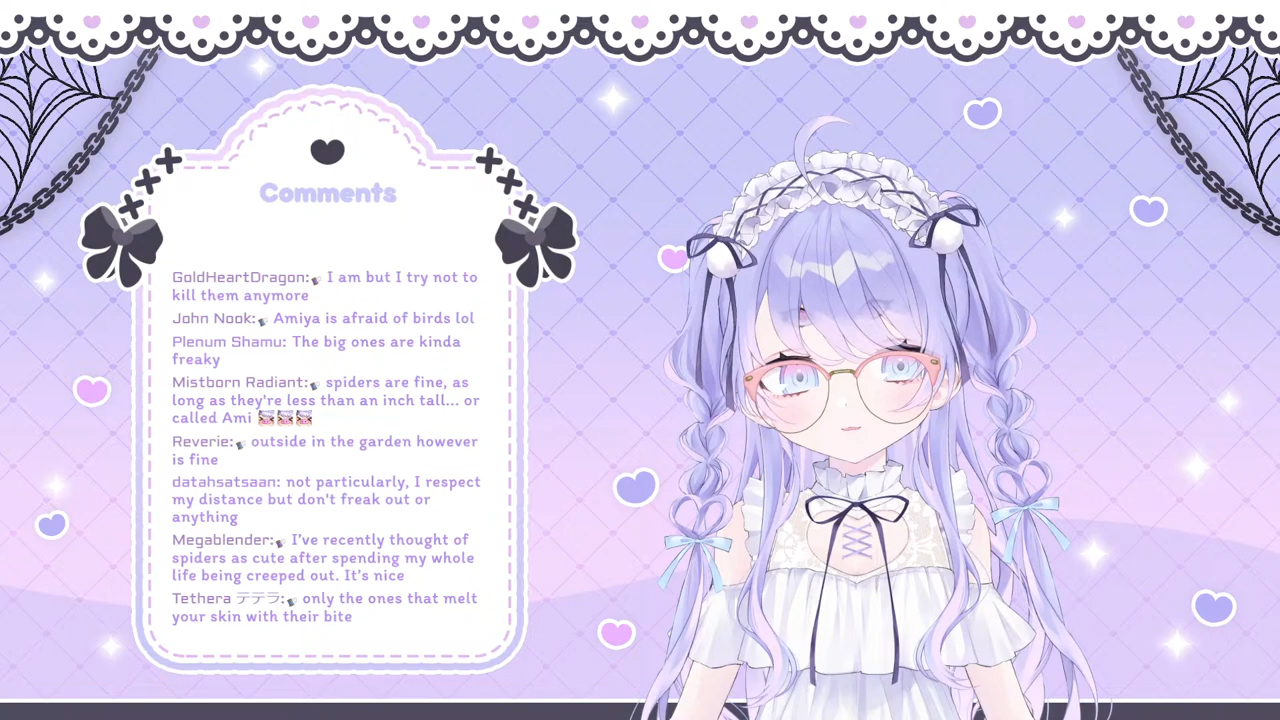 Comments
GoldHeartDragon: I am but I try not to
kill them anymore
John Nook: Amiya is afraid of birds lol
Plenum Shamu: The big ones are kinda
freaky
Mistborn Radiant: spiders are fine, as
long as they're less than an inch tall... or
called Ami
Reverie: outside in the garden however
is fine
datahsatsaan: not particularly, I respect
my distance but don't freak out or
anything
Megablender: I've recently thought of
spiders as cute after spending my whole
life being creeped out. It's nice
Tethera テテラ: only the ones that melt
your skin with their bite